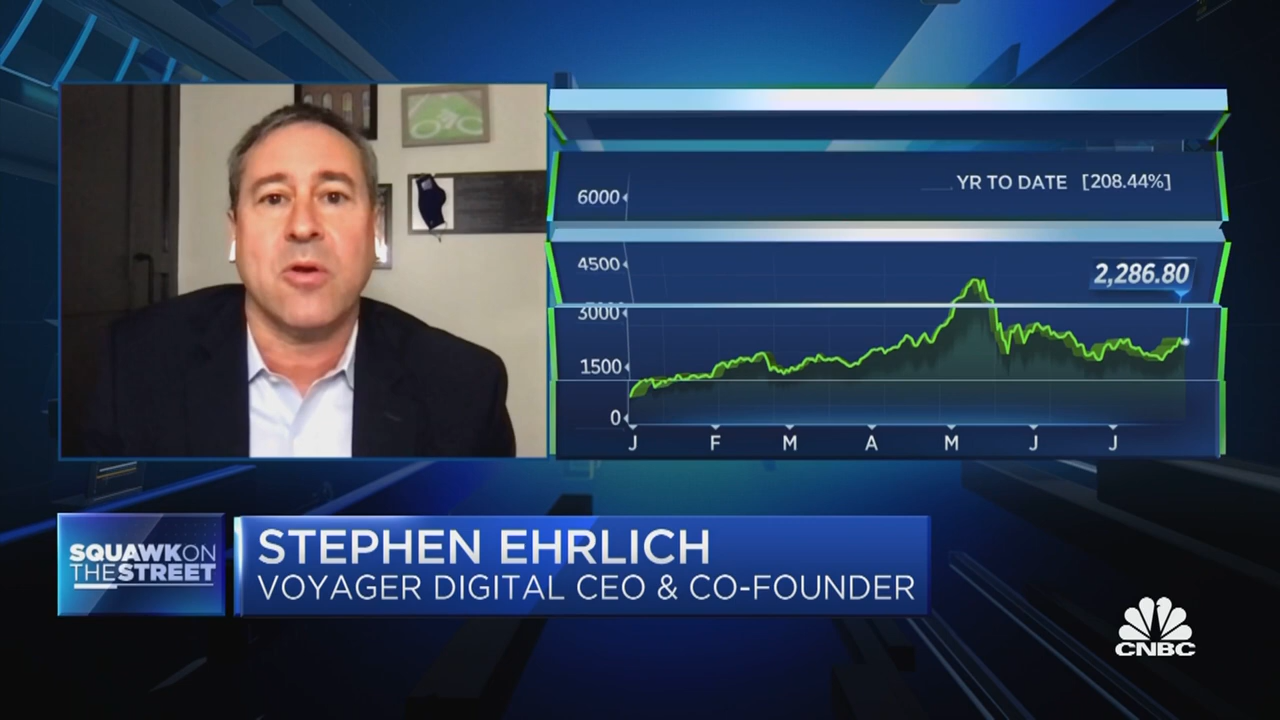 YR TO DATE [208.44%]
6000
4500
3000
1500
0
2,286.80
J F M A M J J
SQUAWK ON
THE STREET
STEPHEN EHRLICH
VOYAGER DIGITAL CEO & CO-FOUNDER
CNBC